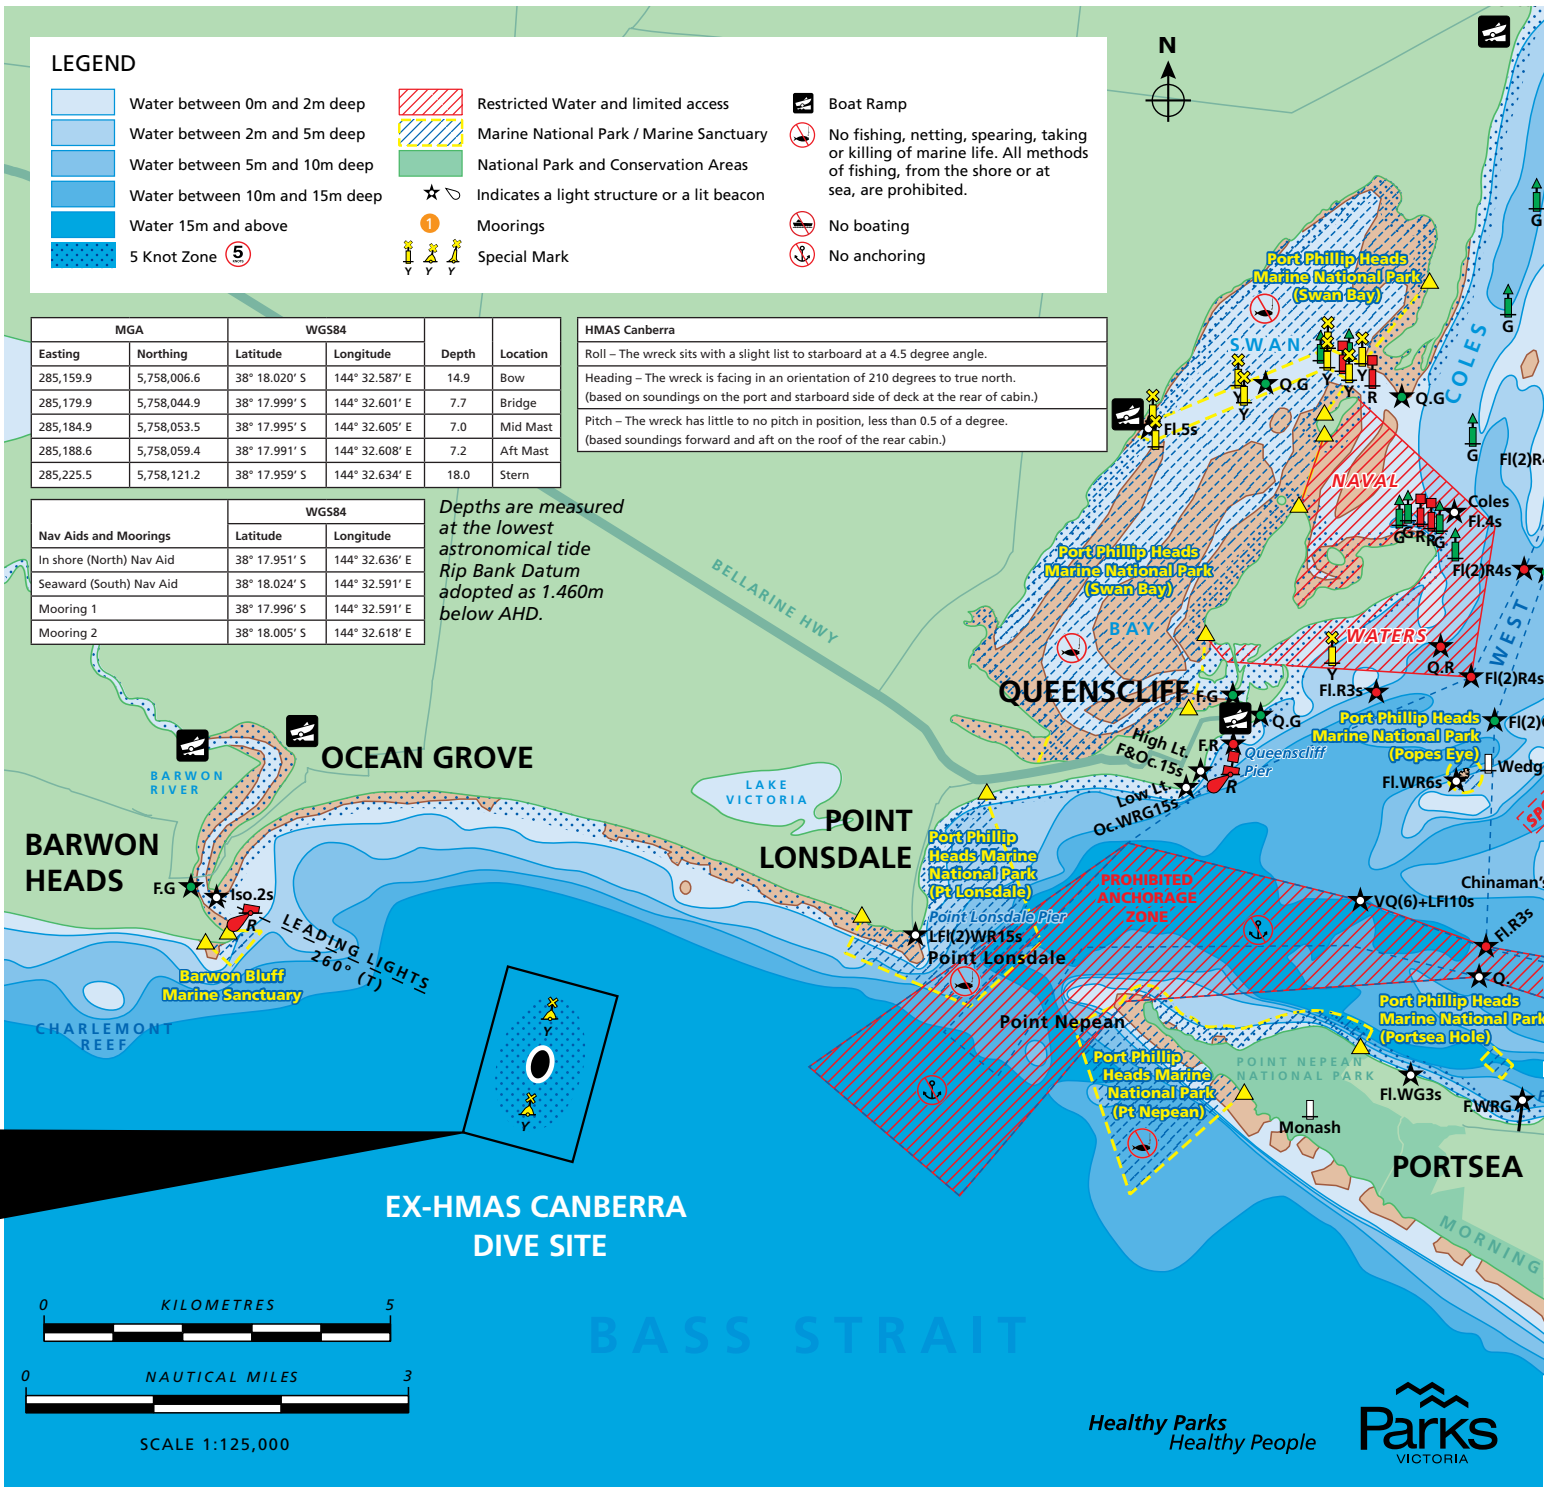 LEGEND
Water between 0m and 2m deep
Water between 2m and 5m deep
Water between 5m and 10m deep
Water between 10m and 15m deep
Water 15m and above
5 Knot Zone 5
KNOTS
Restricted Water and limited access
Marine National Park / Marine Sanctuary
National Park and Conservation Areas
Indicates a light structure or a lit beacon
1 Moorings
Special Mark
Y Y Y
Boat Ramp
No fishing, netting, spearing, taking
or killing of marine life. All methods
of fishing, from the shore or at
sea, are prohibited.
No boating
No anchoring
N
MGA WGS84
Easting Northing Latitude Longitude Depth Location
285,159.9 5,758,006.6 38° 18.020’ S 144° 32.587’ E 14.9 Bow
285,179.9 5,758,044.9 38° 17.999’ S 144° 32.601’ E 7.7 Bridge
285,184.9 5,758,053.5 38° 17.995’ S 144° 32.605’ E 7.0 Mid Mast
285,188.6 5,758,059.4 38° 17.991’ S 144° 32.608’ E 7.2 Aft Mast
285,225.5 5,758,121.2 38° 17.959’ S 144° 32.634’ E 18.0 Stern
HMAS Canberra
Roll – The wreck sits with a slight list to starboard at a 4.5 degree angle.
Heading – The wreck is facing in an orientation of 210 degrees to true north.
(based on soundings on the port and starboard side of deck at the rear of cabin.)
Pitch – The wreck has little to no pitch in position, less than 0.5 of a degree.
(based soundings forward and aft on the roof of the rear cabin.)
WGS84
Nav Aids and Moorings Latitude Longitude
In shore (North) Nav Aid 38° 17.951’ S 144° 32.636’ E
Seaward (South) Nav Aid 38° 18.024’ S 144° 32.591’ E
Mooring 1 38° 17.996’ S 144° 32.591’ E
Mooring 2 38° 18.005’ S 144° 32.618’ E
Depths are measured
at the lowest
astronomical tide
Rip Bank Datum
adopted as 1.460m
below AHD.
BELLARINE HWY
Port Phillip Heads
Marine National Park
(Swan Bay)
SWAN
Q.G
Y
Y
Y
Y
Y
R
Q.G
Fl.5s
COLES
G
G
G
Fl(2)R4
NAVAL
Coles
Fl.4s
G
G
R
R
G
Fl(2)R4s
Port Phillip Heads
Marine National Park
(Swan Bay)
BAY
WATERS
Y
Q.R
Fl(2)R4s
WEST
Fl.R3s
QUEENSCLIFF
F.G
Q.G
High Lt.
F&Oc.15s
F.R
Queenscliff
Pier
R
Low Lt.
Oc.WRG15s
Port Phillip Heads
Marine National Park
(Popes Eye)
Fl(2)
Wedg
Fl.WR6s
SP
BARWON
RIVER
OCEAN GROVE
LAKE
VICTORIA
POINT
LONSDALE
BARWON
HEADS
F.G
Iso.2s
R
LEADING LIGHTS
260° (T)
Barwon Bluff
Marine Sanctuary
CHARLEMONT
REEF
Port Phillip
Heads Marine
National Park
(Pt Lonsdale)
Point Lonsdale Pier
LFl(2)WR15s
Point Lonsdale
PROHIBITED
ANCHORAGE
ZONE
Chinaman's
VQ(6)+LFl10s
Fl.R3s
Q.
Point Nepean
Port Phillip Heads
Marine National Park
(Portsea Hole)
Port Phillip
Heads Marine
National Park
(Pt Nepean)
POINT NEPEAN
NATIONAL PARK
Fl.WG3s
F.WRG
Monash
PORTSEA
MORNING
Y
Y
EX-HMAS CANBERRA
DIVE SITE
BASS STRAIT
0 KILOMETRES 5
0 NAUTICAL MILES 3
SCALE 1:125,000
Healthy Parks
Healthy People
Parks
VICTORIA